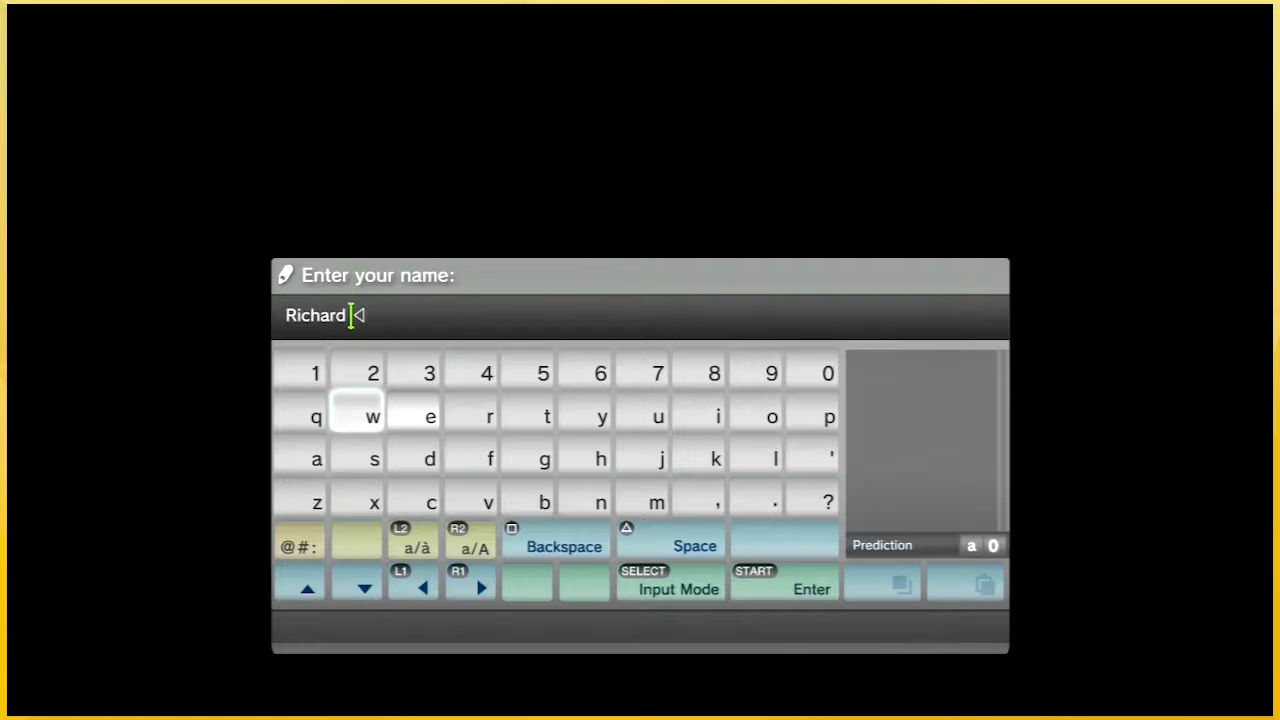 Enter your name:
Richard
1 2 3 4 5 6 7 8 9 0
q w e r t y u i o p
a s d f g h j k l '
z x c v b n m , . ?
@#: L2 a/à R2 a/A Backspace Space Prediction a 0
L1 R1 SELECT Input Mode START Enter